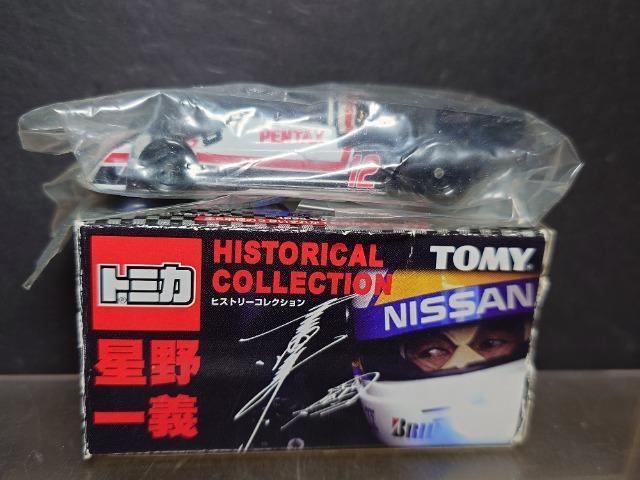 PENTAX
12
トミカ
HISTORICAL
COLLECTION
ヒストリーコレクション
TOMY
NISSAN
星野
一義